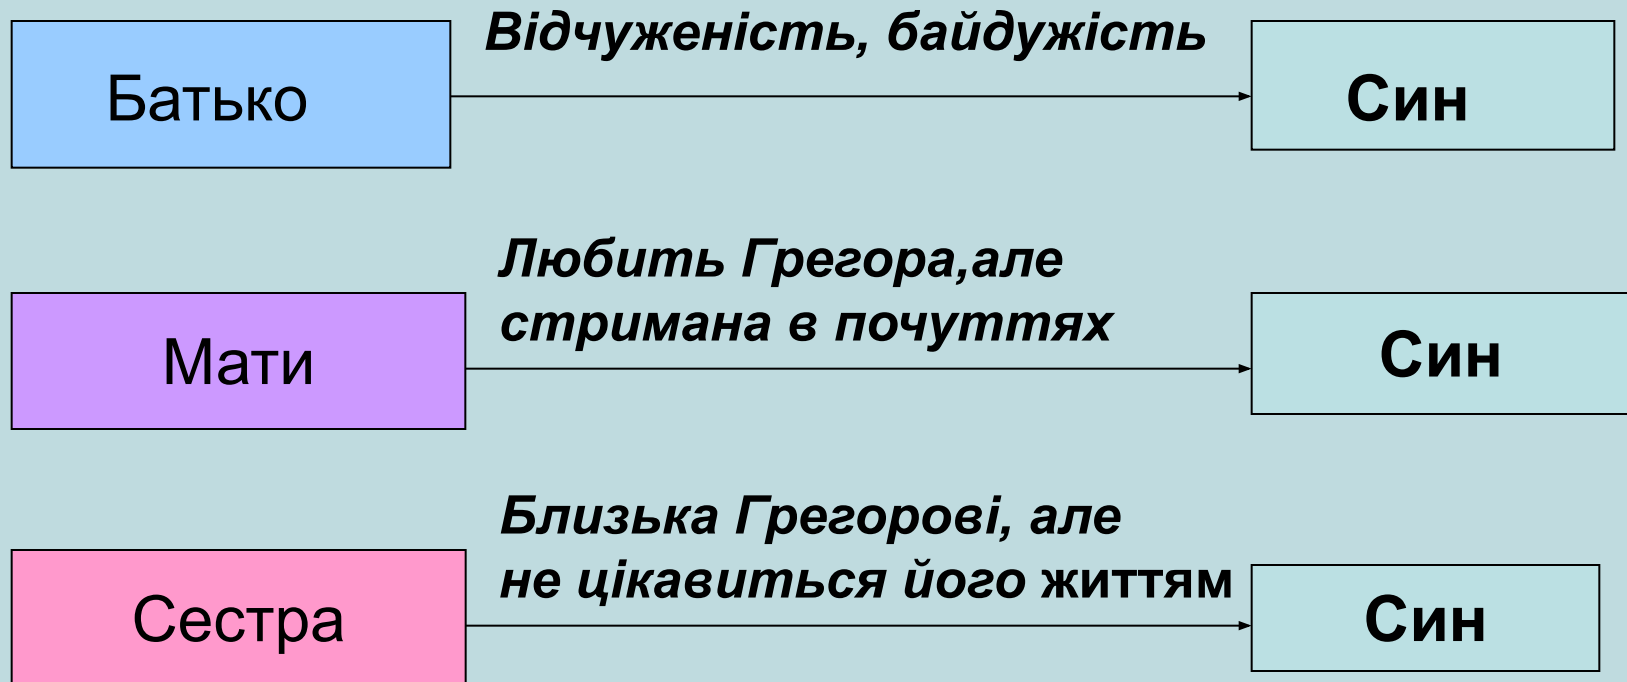 Відчуженість, байдужість
Батько
Син
Любить Грегора,але
стримана в почуттях
Мати
Син
Близька Грегорові, але
не цікавиться його життям
Сестра
Син